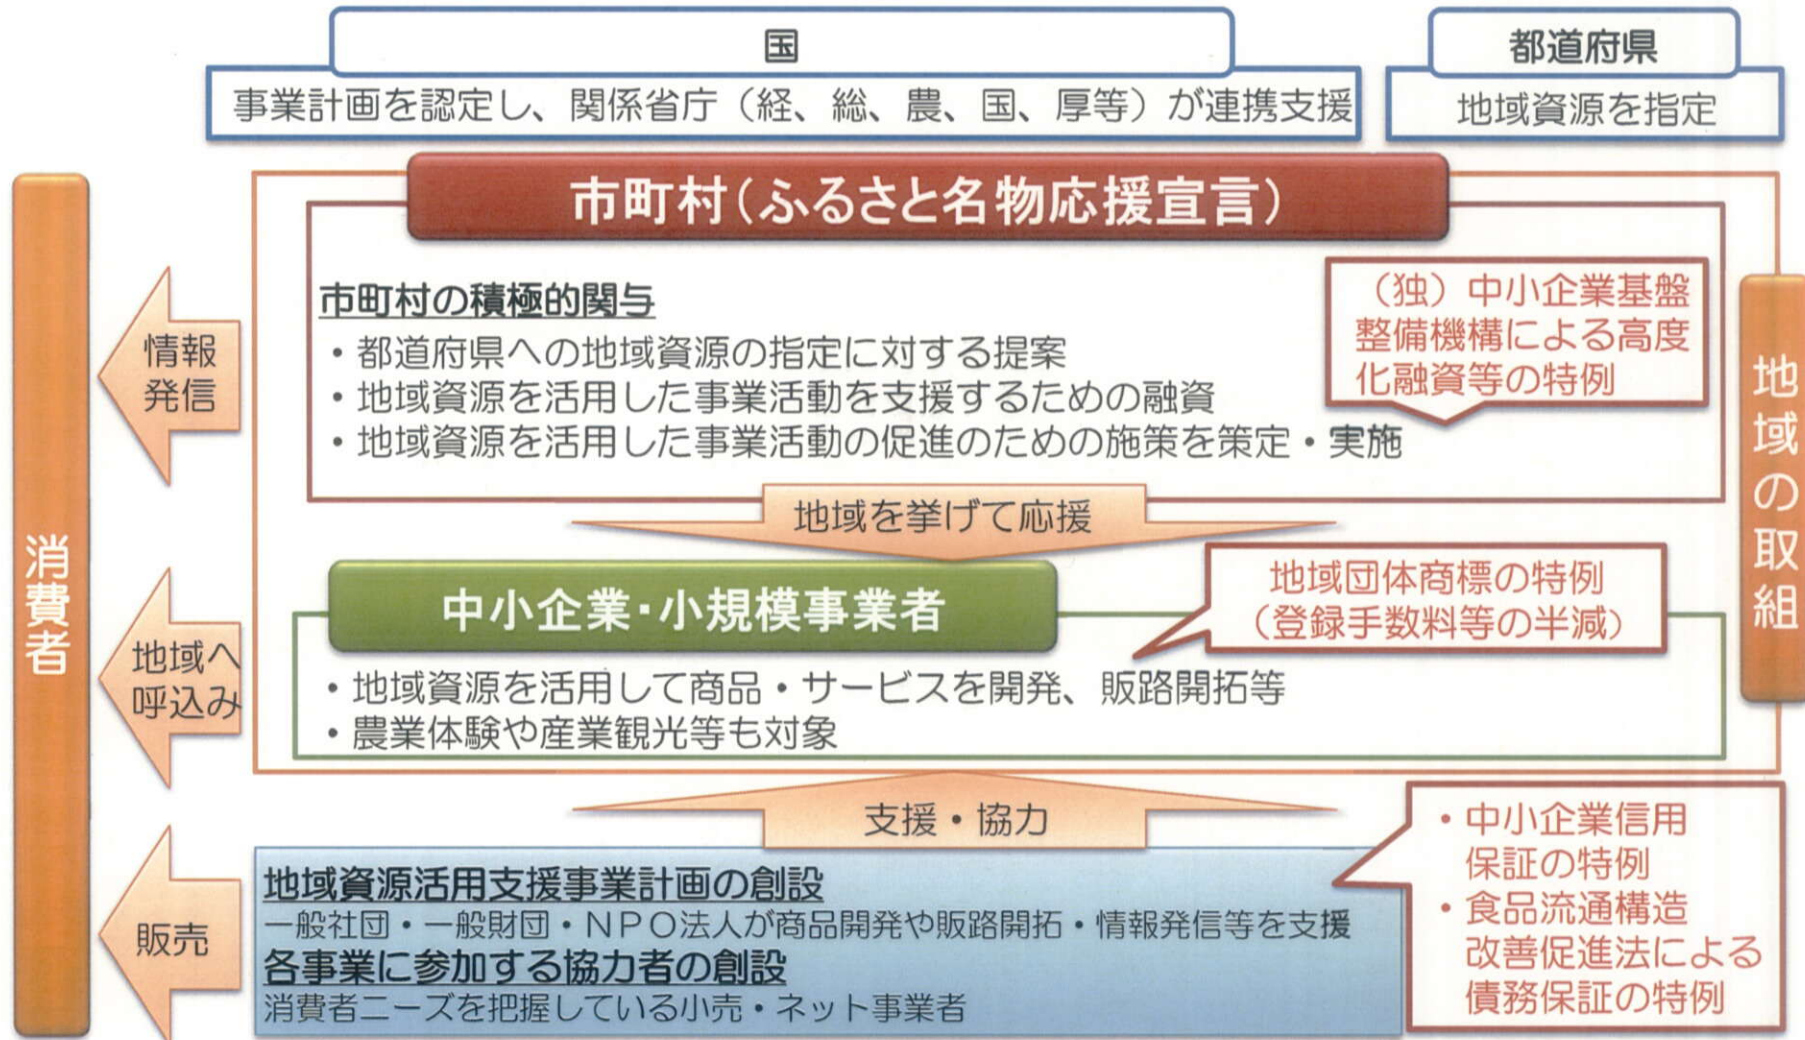 国
事業計画を認定し、関係省庁（経、総、農、国、厚等）が連携支援
都道府県
地域資源を指定
市町村（ふるさと名物応援宣言）
市町村の積極的関与
・都道府県への地域資源の指定に対する提案
・地域資源を活用した事業活動を支援するための融資
・地域資源を活用した事業活動の促進のための施策を策定・実施
（独）中小企業基盤
整備機構による高度
化融資等の特例
地域を挙げて応援
中小企業・小規模事業者
地域団体商標の特例
（登録手数料等の半減）
・地域資源を活用して商品・サービスを開発、販路開拓等
・農業体験や産業観光等も対象
地域の取組
消費者
情報
発信
地域へ
呼込み
販売
支援・協力
地域資源活用支援事業計画の創設
一般社団・一般財団・ＮＰＯ法人が商品開発や販路開拓・情報発信等を支援
各事業に参加する協力者の創設
消費者ニーズを把握している小売・ネット事業者
・中小企業信用
保証の特例
・食品流通構造
改善促進法による
債務保証の特例